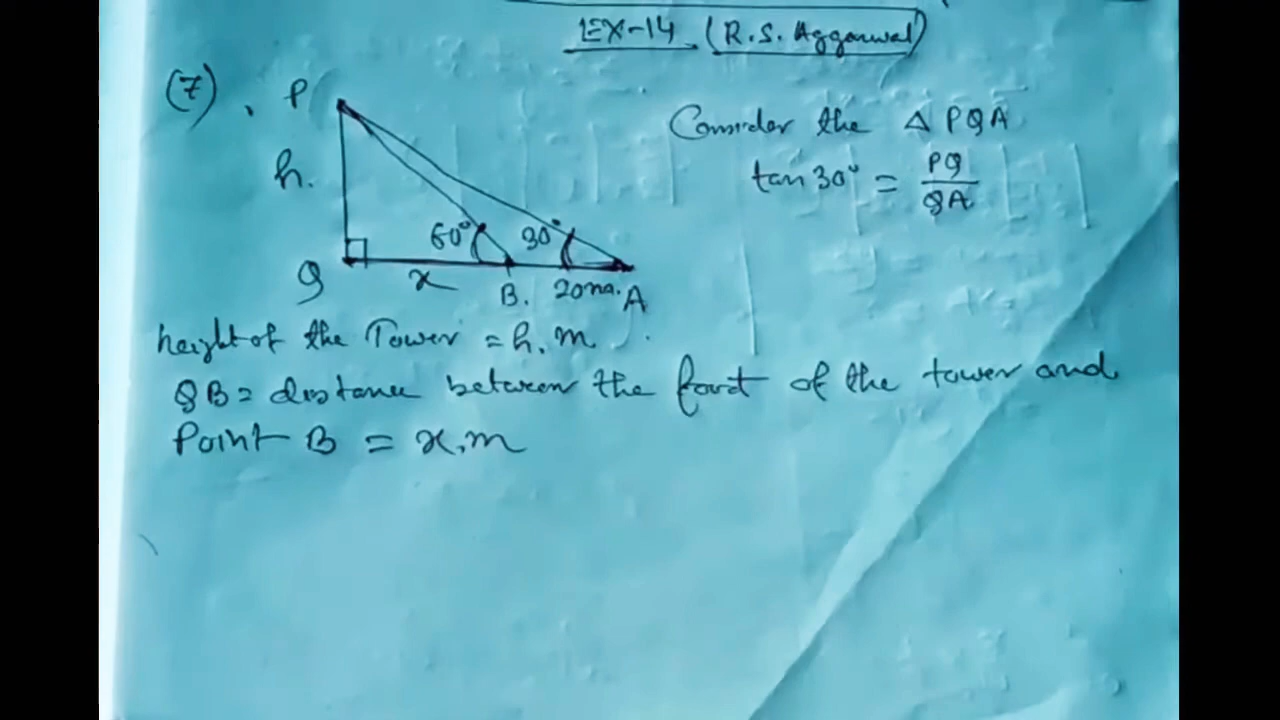 EX-14 (R.S. Aggarwal)
(7).
P
h.
60°
30°
Q
x
B.
20m.
A
height of the Tower = h.m
QB = distance between the foot of the tower and
Point B = x.m
Consider the Δ PQA
tan 30° = PQ
QA